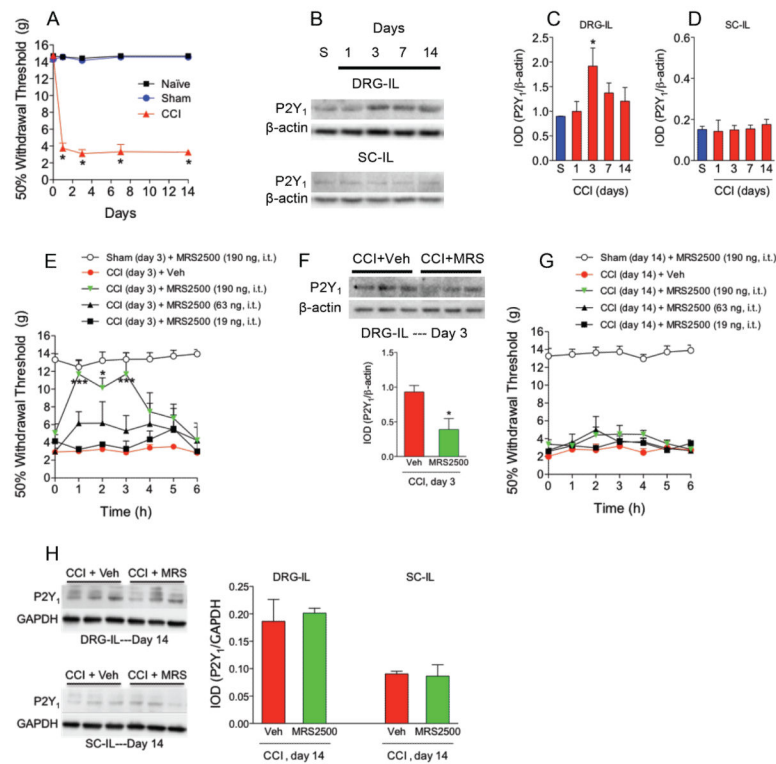 A
50% Withdrawal Threshold (g)
16
14
12
10
8
6
4
2
0
Naïve
Sham
CCI
*
*
*
*
0 2 4 6 8 10 12 14
Days
B
Days
S 1 3 7 14
DRG-IL
P2Y1
β-actin
SC-IL
P2Y1
β-actin
C
DRG-IL
IOD (P2Y1/β-actin)
2.5
2.0
1.5
1.0
0.5
0.0
*
S 1 3 7 14
CCI (days)
D
SC-IL
IOD (P2Y1/β-actin)
0.6
0.4
0.2
0.0
S 1 3 7 14
CCI (days)
E
Sham (day 3) + MRS2500 (190 ng, i.t.)
CCI (day 3) + Veh
CCI (day 3) + MRS2500 (190 ng, i.t.)
CCI (day 3) + MRS2500 (63 ng, i.t.)
CCI (day 3) + MRS2500 (19 ng, i.t.)
50% Withdrawal Threshold (g)
16
14
12
10
8
6
4
2
0
*** * ***
0 1 2 3 4 5 6
Time (h)
F
CCI+Veh CCI+MRS
P2Y1
β-actin
DRG-IL --- Day 3
IOD (P2Y1/β-actin)
1.5
1.0
0.5
0.0
*
Veh MRS2500
CCI, day 3
G
Sham (day 14) + MRS2500 (190 ng, i.t.)
CCI (day 14) + Veh
CCI (day 14) + MRS2500 (190 ng, i.t.)
CCI (day 14) + MRS2500 (63 ng, i.t.)
CCI (day 14) + MRS2500 (19 ng, i.t.)
50% Withdrawal Threshold (g)
16
14
12
10
8
6
4
2
0
0 1 2 3 4 5 6
Time (h)
H
CCI + Veh CCI + MRS
P2Y1
GAPDH
DRG-IL---Day 14
CCI + Veh CCI + MRS
P2Y1
GAPDH
SC-IL---Day 14
DRG-IL SC-IL
IOD (P2Y1/GAPDH)
0.25
0.20
0.15
0.10
0.05
0.00
Veh MRS2500 Veh MRS2500
CCI, day 14 CCI, day 14